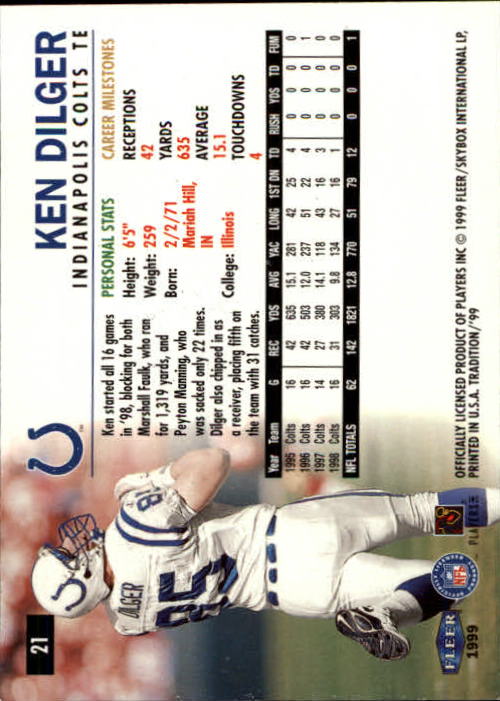 21
KEN DILGER
INDIANAPOLIS COLTS TE
Ken started all 16 games
in '98, blocking for both
Marshall Faulk, who ran
for 1,319 yards, and
Peyton Manning, who
was sacked only 22 times.
Dilger also chipped in as
a receiver, placing fifth on
the team with 31 catches.
PERSONAL STATS
Height: 6'5"
Weight: 259
Born:
2/2/71
Mariah Hill,
IN
College: Illinois
CAREER MILESTONES
RECEPTIONS
42
YARDS
635
AVERAGE
15.1
TOUCHDOWNS
4
Year Team G REC YDS AVG YAC LONG 1ST DN TD RUSH YDS TD FUM
1995 Colts 16 42 635 15.1 281 42 25 4 0 0 0 0
1996 Colts 16 42 503 12.0 237 51 22 4 0 0 0 1
1997 Colts 14 27 380 14.1 118 43 16 3 0 0 0 0
1998 Colts 16 31 303 9.8 134 27 16 1 0 0 0 0
NFL TOTALS 62 142 1821 12.8 770 51 79 12 0 0 0 1
DILGER
85
85
FLEER
1999
NFL
PLAYERS
OFFICIALLY LICENSED PRODUCT OF PLAYERS INC © 1999 FLEER/SKYBOX INTERNATIONAL LP,
PRINTED IN U.S.A. TRADITION/'99